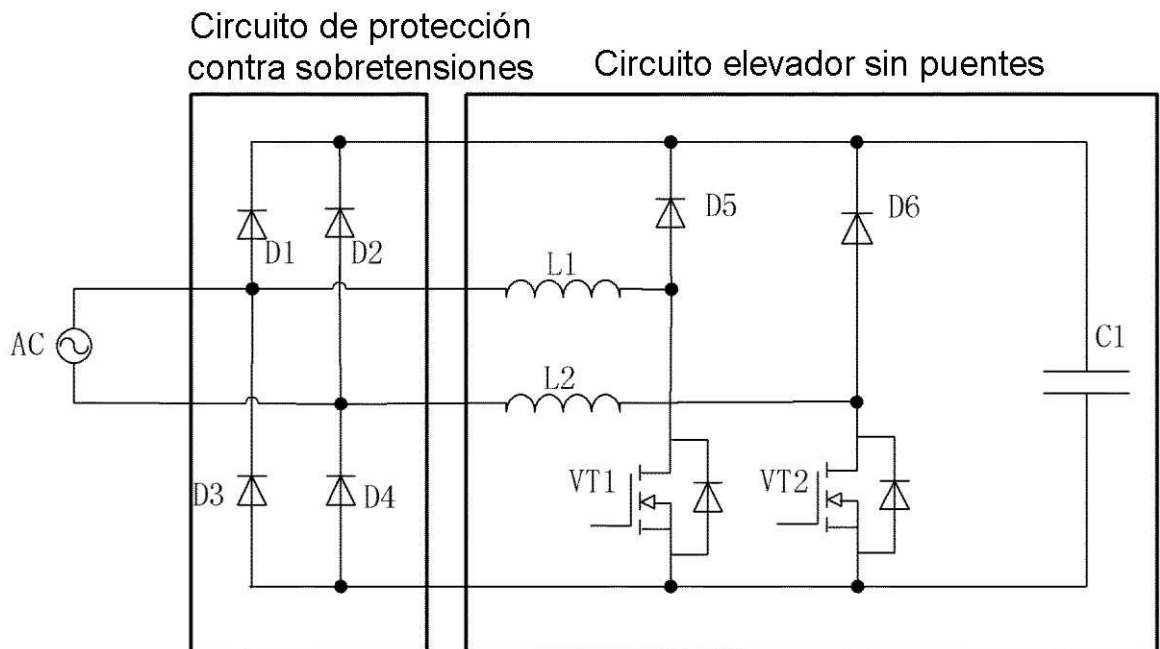 Circuito de protección
contra sobretensiones
Circuito elevador sin puentes
D5
D6
D1
D2
L1
AC
C1
L2
D3
D4
VT1
VT2